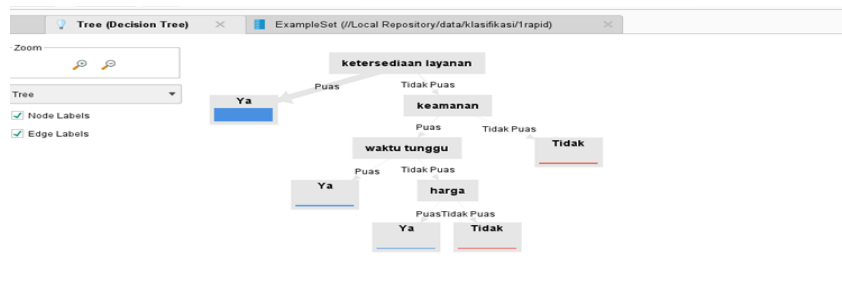 Tree (Decision Tree)
ExampleSet (//Local Repository/data/klasifikasi/1rapid)
Zoom
Tree
Node Labels
Edge Labels
ketersediaan layanan
Puas
Tidak Puas
Ya
keamanan
Puas
Tidak Puas
waktu tunggu
Tidak
Puas
Tidak Puas
Ya
harga
Puas
Tidak Puas
Ya
Tidak